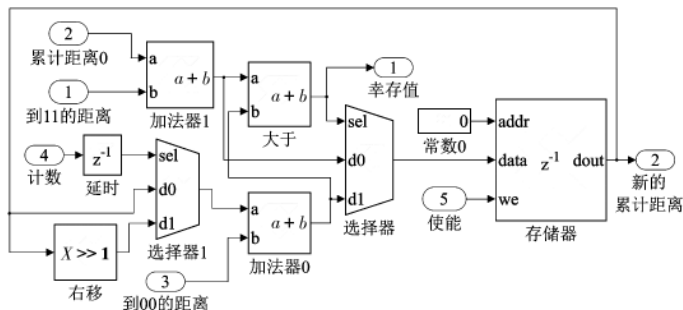 2
累计距离0
1
到11的距离
a
b
a + b
加法器1
a
b
a + b
大于
1
幸存值
4
计数
z-1
延时
sel
d0
d1
选择器1
X >> 1
右移
3
到00的距离
a
b
a + b
加法器0
sel
d0
d1
选择器
0
常数0
5
使能
addr
data
we
z-1
dout
存储器
2
新的
累计距离